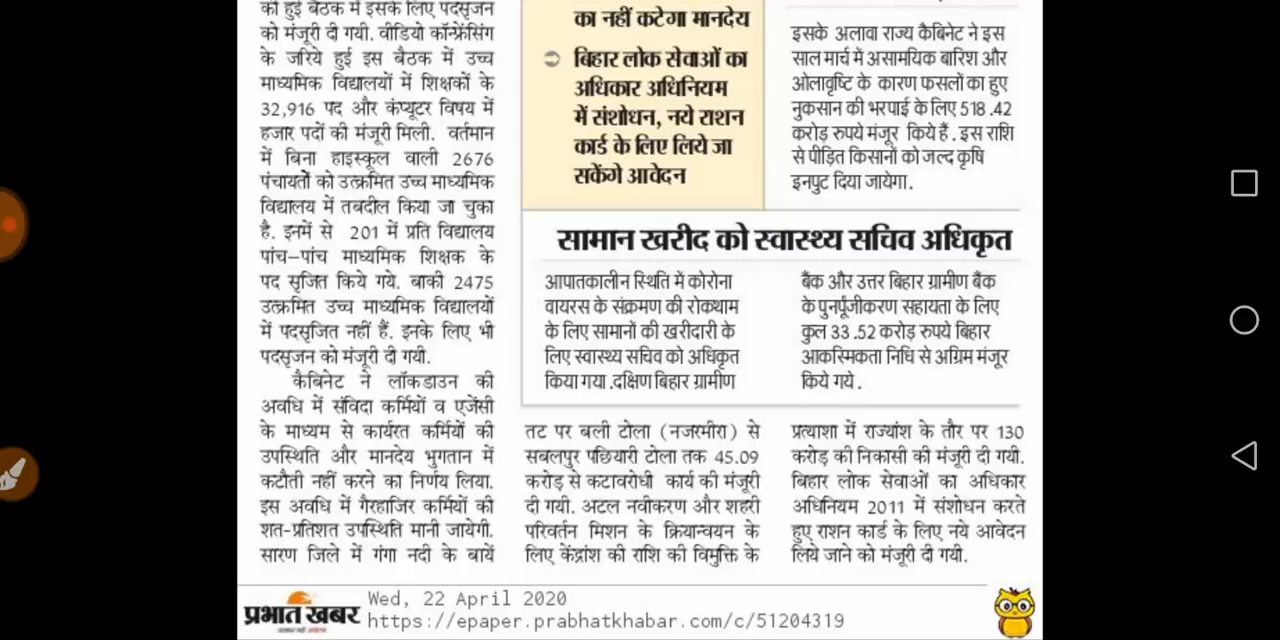 की हुई बैठक में इसके लिए पदसृजन
को मंजूरी दी गयी. वीडियो कॉन्फ्रेंसिंग
के जरिये हुई इस बैठक में उच्च
माध्यमिक विद्यालयों में शिक्षकों के
32,916 पद और कंप्यूटर विषय में
हजार पदों की मंजूरी मिली. वर्तमान
में बिना हाइस्कूल वाली 2676
पंचायतों को उत्क्रमित उच्च माध्यमिक
विद्यालय में तबदील किया जा चुका
है. इनमें से 201 में प्रति विद्यालय
पांच-पांच माध्यमिक शिक्षक के
पद सृजित किये गये. बाकी 2475
उत्क्रमित उच्च माध्यमिक विद्यालयों
में पदसृजित नहीं हैं. इनके लिए भी
पदसृजन को मंजूरी दी गयी.
कैबिनेट ने लॉकडाउन की
अवधि में संविदा कर्मियों व एजेंसी
के माध्यम से कार्यरत कर्मियों की
उपस्थिति और मानदेय भुगतान में
कटौती नहीं करने का निर्णय लिया.
इस अवधि में गैरहाजिर कर्मियों की
शत-प्रतिशत उपस्थिति मानी जायेगी.
सारण जिले में गंगा नदी के बायें
का नहीं कटेगा मानदेय
बिहार लोक सेवाओं का
अधिकार अधिनियम
में संशोधन, नये राशन
कार्ड के लिए लिये जा
सकेंगे आवेदन
इसके अलावा राज्य कैबिनेट ने इस
साल मार्च में असामयिक बारिश और
ओलावृष्टि के कारण फसलों का हुए
नुकसान की भरपाई के लिए 518.42
करोड़ रुपये मंजूर किये हैं. इस राशि
से पीड़ित किसानों को जल्द कृषि
इनपुट दिया जायेगा.
सामान खरीद को स्वास्थ्य सचिव अधिकृत
आपातकालीन स्थिति में कोरोना
वायरस के संक्रमण की रोकथाम
के लिए सामानों की खरीदारी के
लिए स्वास्थ्य सचिव को अधिकृत
किया गया.दक्षिण बिहार ग्रामीण
बैंक और उत्तर बिहार ग्रामीण बैंक
के पुनर्पूंजीकरण सहायता के लिए
कुल 33.52 करोड़ रुपये बिहार
आकस्मिकता निधि से अग्रिम मंजूर
किये गये.
तट पर बली टोला (नजरमीरा) से
सबलपुर पछियारी टोला तक 45.09
करोड़ से कटावरोधी कार्य की मंजूरी
दी गयी. अटल नवीकरण और शहरी
परिवर्तन मिशन के क्रियान्वयन के
लिए केंद्रांश की राशि की विमुक्ति के
प्रत्याशा में राज्यांश के तौर पर 130
करोड़ की निकासी की मंजूरी दी गयी.
बिहार लोक सेवाओं का अधिकार
अधिनियम 2011 में संशोधन करते
हुए राशन कार्ड के लिए नये आवेदन
लिये जाने को मंजूरी दी गयी.
प्रभात खबर
Wed, 22 April 2020
https://epaper.prabhatkhabar.com/c/51204319